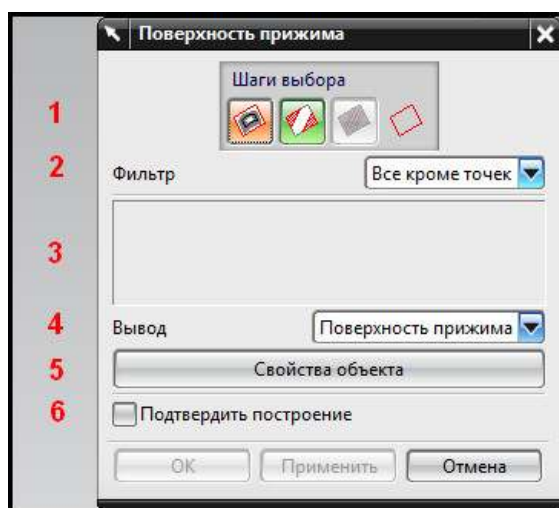 Поверхность прижима
Шаги выбора
1
2 Фильтр Все кроме точек
3
4 Вывод Поверхность прижима
5 Свойства объекта
6 Подтвердить построение
ОК Применить Отмена